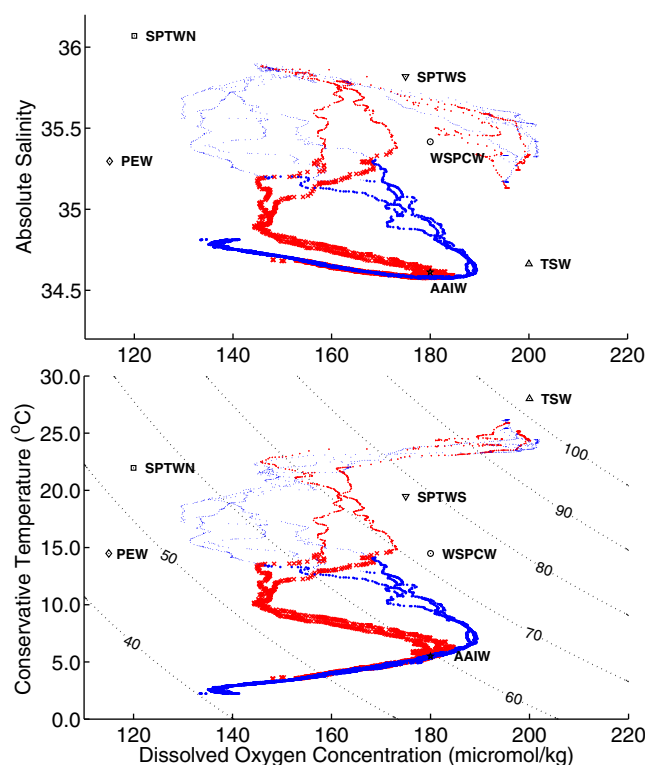 36
SPTWN
SPTWS
35.5
PEW
WSPCW
Absolute Salinity
35
TSW
34.5
AAIW
120 140 160 180 200 220
30.0
TSW
25.0
100
SPTWN
20.0
SPTWS
90
15.0
PEW
50
WSPCW
80
10.0
70
5.0
40
AAIW
60
0.0
Conservative Temperature (°C)
120 140 160 180 200 220
Dissolved Oxygen Concentration (micromol/kg)